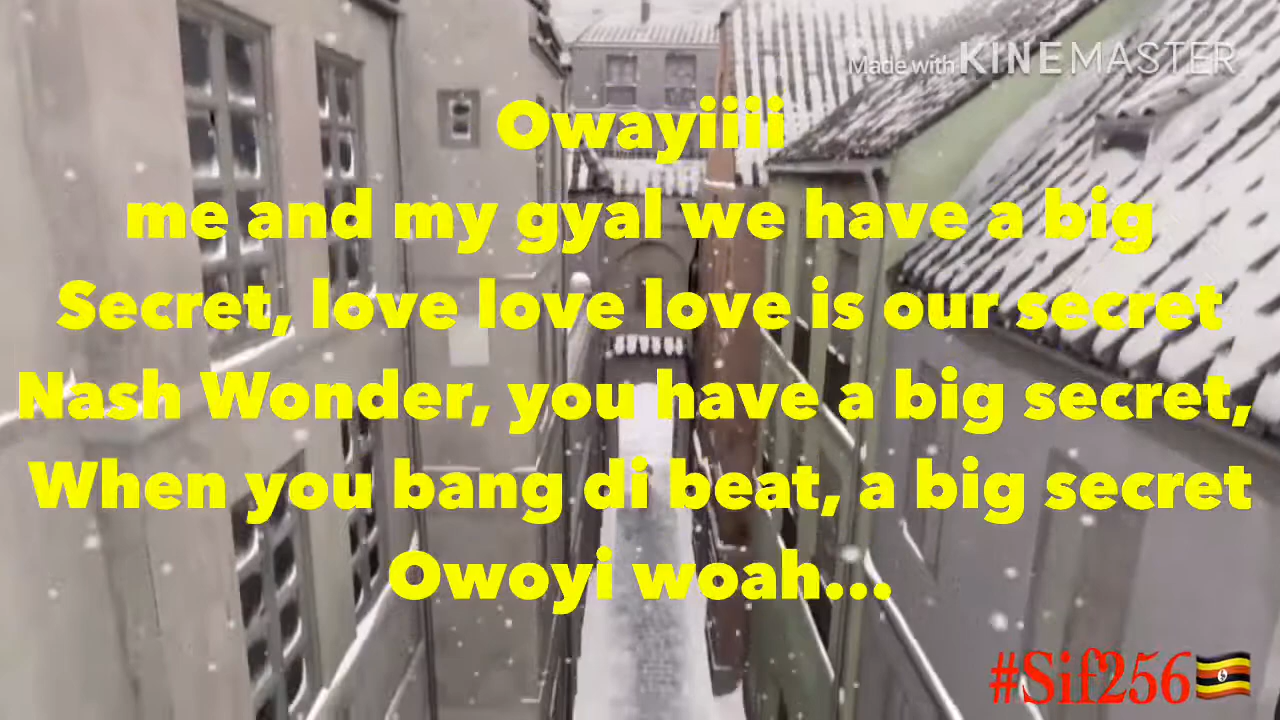 Made with KINEMASTER
Owayiiii
me and my gyal we have a big
Secret, love love love is our secret
Nash Wonder, you have a big secret,
When you bang di beat, a big secret
Owoyi woah...
#Sif256🇺🇬